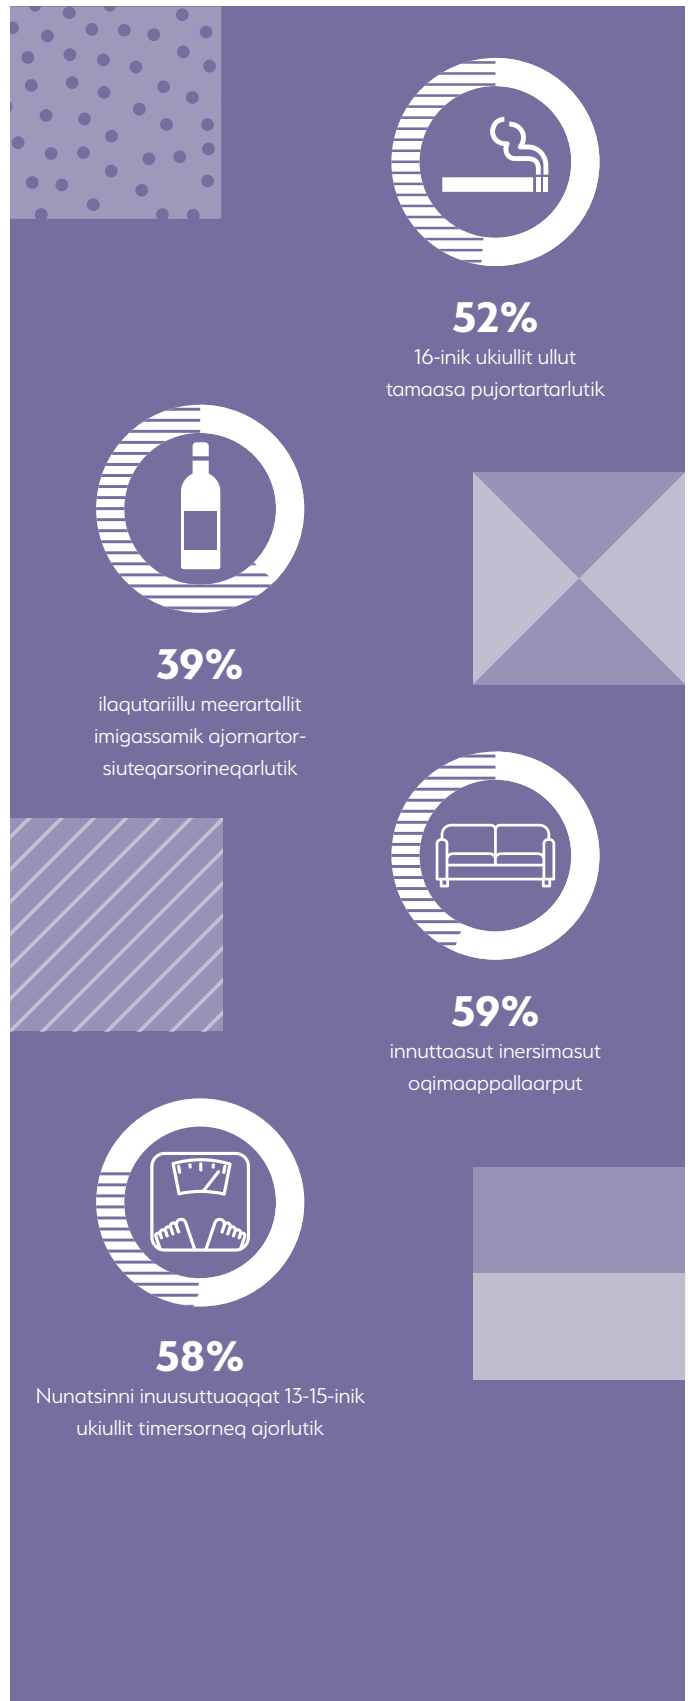 52%
16-inik ukiullit ullut
tamaasa pujortartarlutik
39%
ilaqutariillu meerartallit
imigassamik ajornartor-
siuteqarsorineqarlutik
59%
innuttaasut inersimasut
oqimaappallaarput
58%
Nunatsinni inuusuttuaqqat 13-15-inik
ukiullit timersorneq ajorlutik